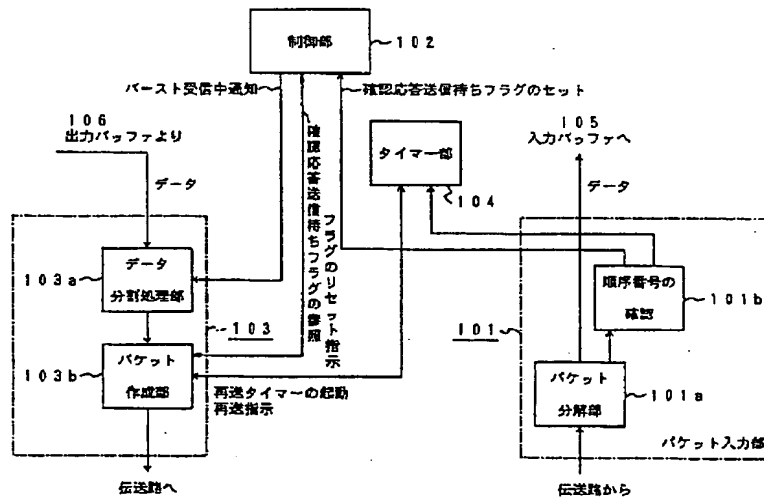 制御部
102
バースト受信中通知
確認応答送信待ちフラグのセット
106
出力バッファより
データ
確認応答送信待ちフラグの参照
フラグのリセット指示
タイマー部
104
105
入力バッファへ
データ
103a
データ
分割処理部
103
103b
パケット
作成部
再送タイマーの起動
再送指示
伝送路へ
順序番号の
確認
101b
101
パケット
分解部
101a
パケット入力部
伝送路から